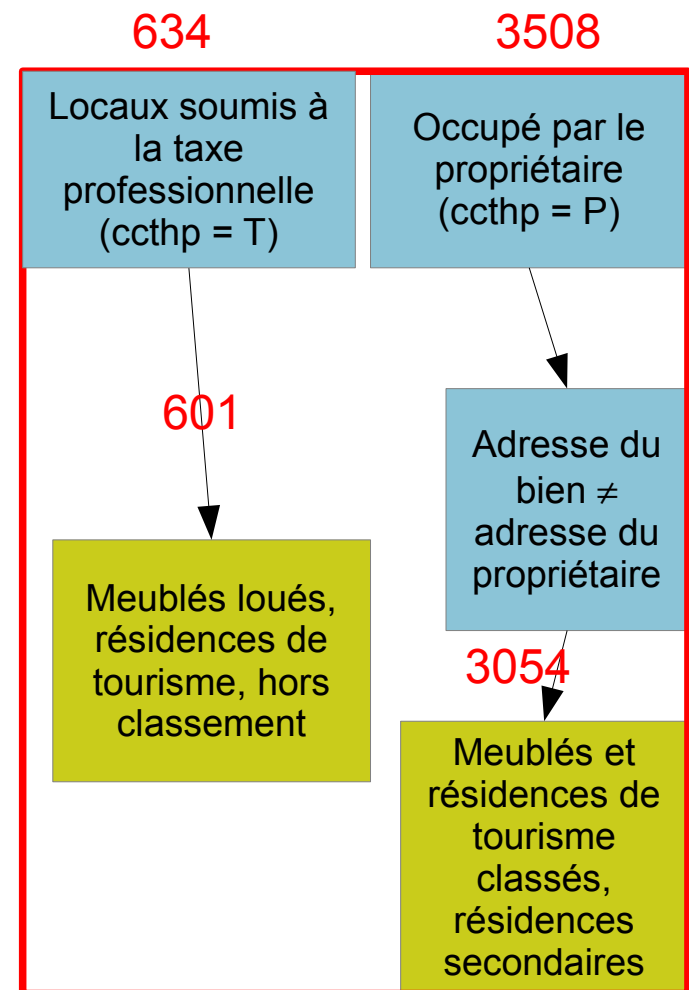 634
3508
Locaux soumis à
la taxe
professionnelle
(ccthp = T)
Occupé par le
propriétaire
(ccthp = P)
601
Adresse du
bien ≠
adresse du
propriétaire
Meublés loués,
résidences de
tourisme, hors
classement
3054
Meublés et
résidences de
tourisme
classés,
résidences
secondaires